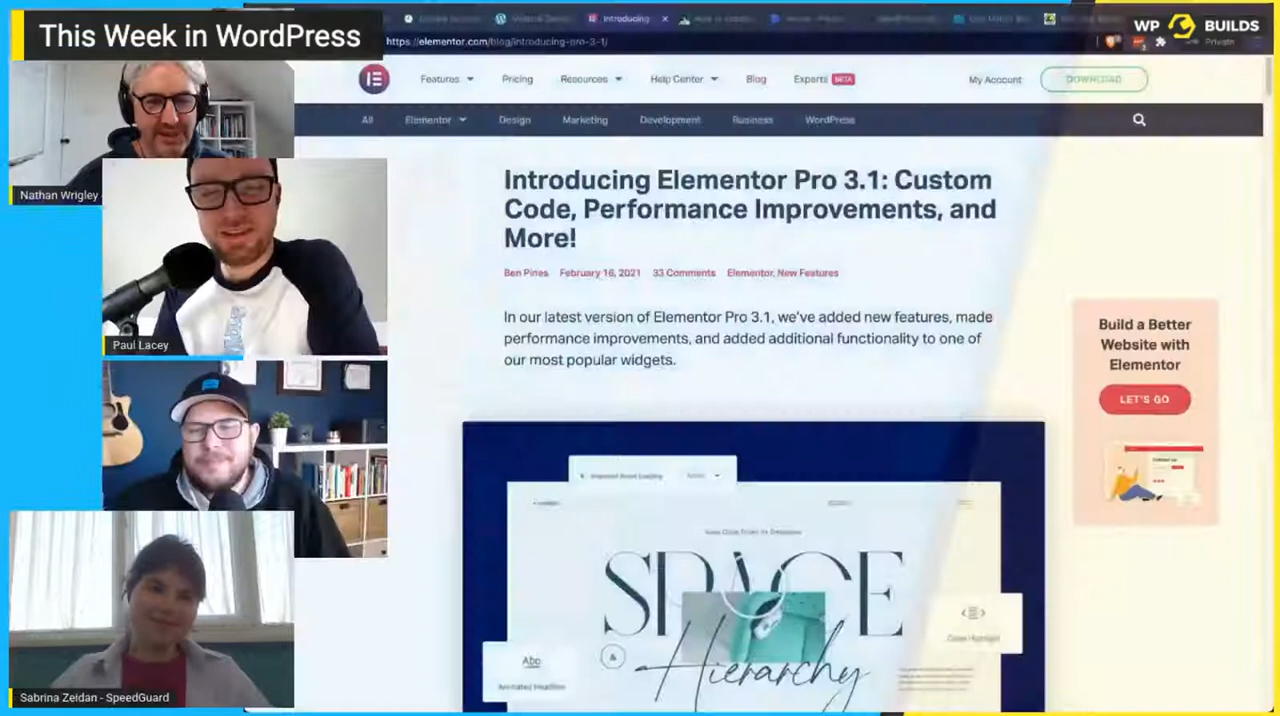 This Week in WordPress
Introducing
https://elementor.com/blog/introducing-pro-3-1/
WP BUILDS
Private
Features Pricing Resources Help Center Blog Experts BETA My Account DOWNLOAD
All Elementor Design Marketing Development Business WordPress
Nathan Wrigley
Paul Lacey
Sabrina Zeidan - SpeedGuard
Introducing Elementor Pro 3.1: Custom
Code, Performance Improvements, and
More!
Ben Pines February 16, 2021 33 Comments Elementor, New Features
In our latest version of Elementor Pro 3.1, we've added new features, made
performance improvements, and added additional functionality to one of
our most popular widgets.
Build a Better
Website with
Elementor
LET'S GO
SPACE
Hierarchy
&
Abc
Animated Headline